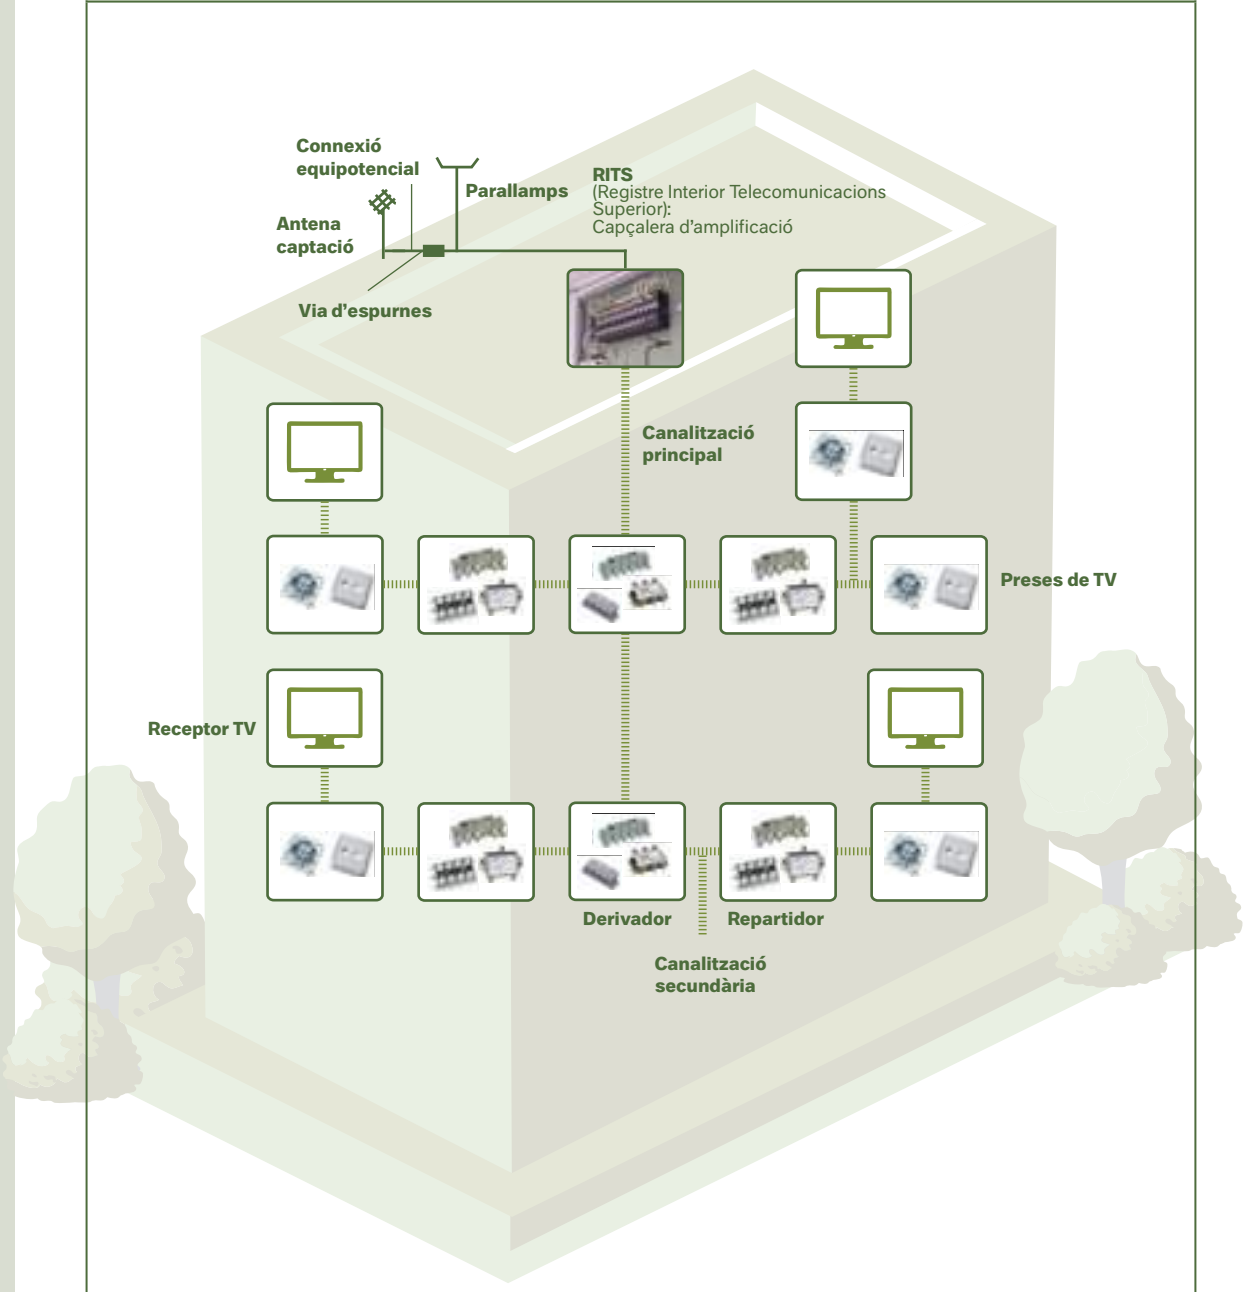 Connexió
equipotencial
Parallamps
RITS
(Registre Interior Telecomunicacions
Superior):
Capçalera d'amplificació
Antena
captació
Via d'espurnes
Canalització
principal
Preses de TV
Receptor TV
Derivador
Repartidor
Canalització
secundària